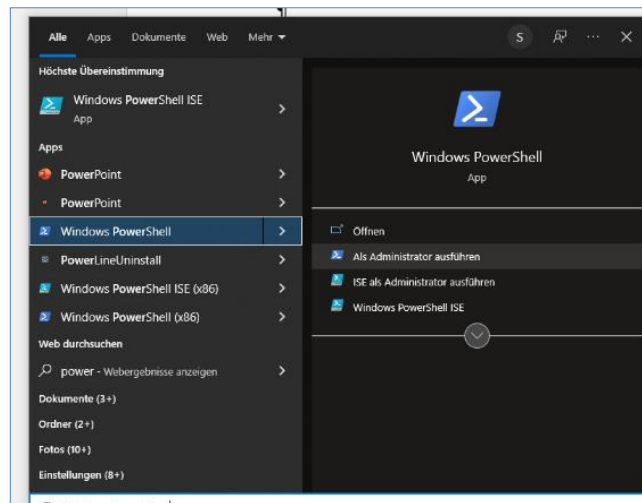 Alle Apps Dokumente Web Mehr
S
Höchste Übereinstimmung
Windows PowerShell ISE
App
Apps
PowerPoint
PowerPoint
Windows PowerShell
PowerLineUninstall
Windows PowerShell ISE (x86)
Windows PowerShell (x86)
Web durchsuchen
power - Webergebnisse anzeigen
Dokumente (3+)
Ordner (2+)
Fotos (10+)
Einstellungen (8+)
Windows PowerShell
App
Öffnen
Als Administrator ausführen
ISE als Administrator ausführen
Windows PowerShell ISE